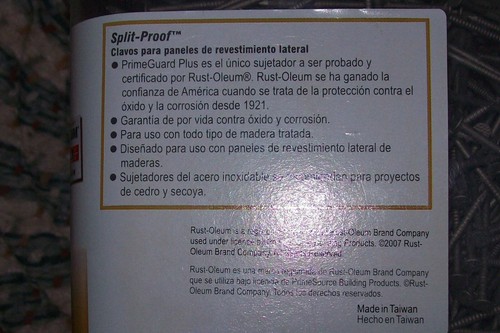 Split-Proof™
Clavos para paneles de revestimiento lateral
● PrimeGuard Plus es el único sujetador a ser probado y
certificado por Rust-Oleum®. Rust-Oleum se ha ganado la
confianza de América cuando se trata de la protección contra el
óxido y la corrosión desde 1921.
● Garantía de por vida contra óxido y corrosión.
● Para uso con todo tipo de madera tratada.
● Diseñado para uso con paneles de revestimiento lateral de
maderas.
● Sujetadores del acero inoxidable se para proyectos
de cedro y secoya.
Rust-Oleum is a Rust-Oleum Brand Company
used under license Products. ©2007 Rust-
Oleum Brand Company. Reserved.
Rust-Oleum es una marca registrada de Rust-Oleum Brand Company
que se utiliza bajo licencia de PrimeSource Building Products. ©Rust-
Oleum Brand Company. Todos los derechos reservados.
Made in Taiwan
Hecho en Taiwan